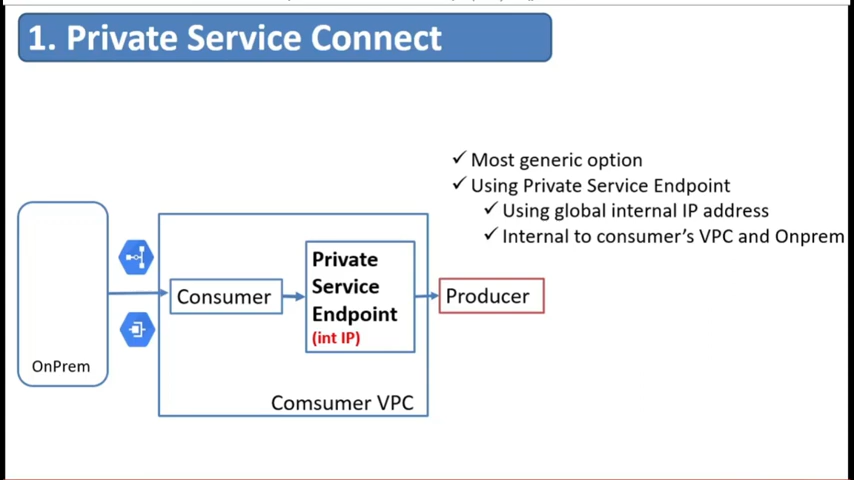 1. Private Service Connect
✓ Most generic option
✓ Using Private Service Endpoint
✓ Using global internal IP address
✓ Internal to consumer's VPC and Onprem
Private
Service
Endpoint
(int IP)
Consumer
Producer
OnPrem
Comsumer VPC